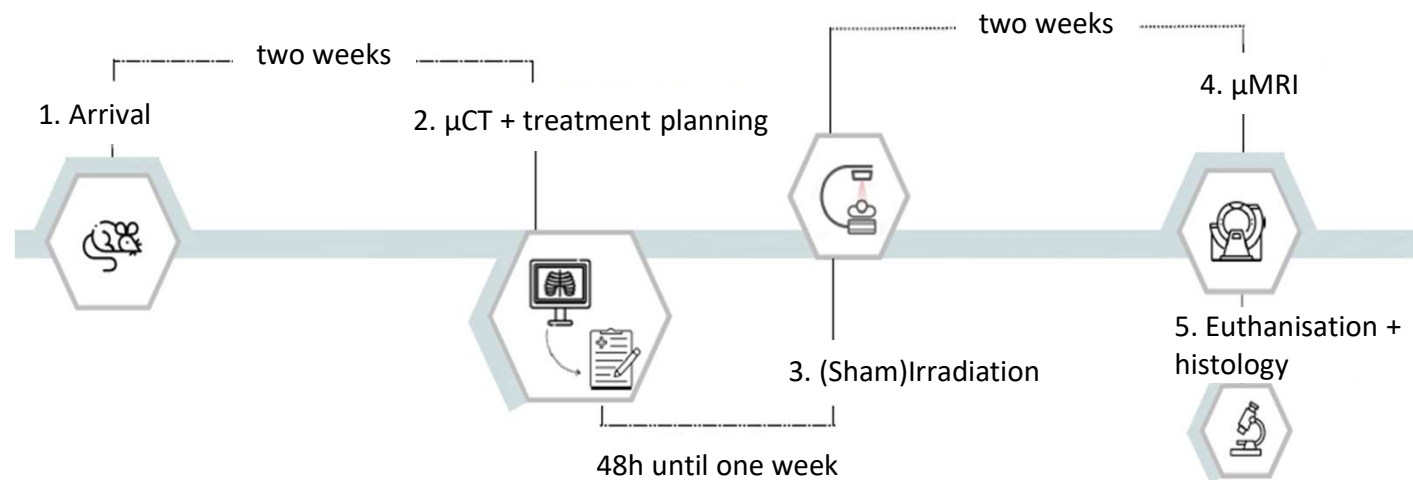 two weeks
two weeks
1. Arrival
2. µCT + treatment planning
4. µMRI
3. (Sham)Irradiation
5. Euthanisation +
histology
48h until one week